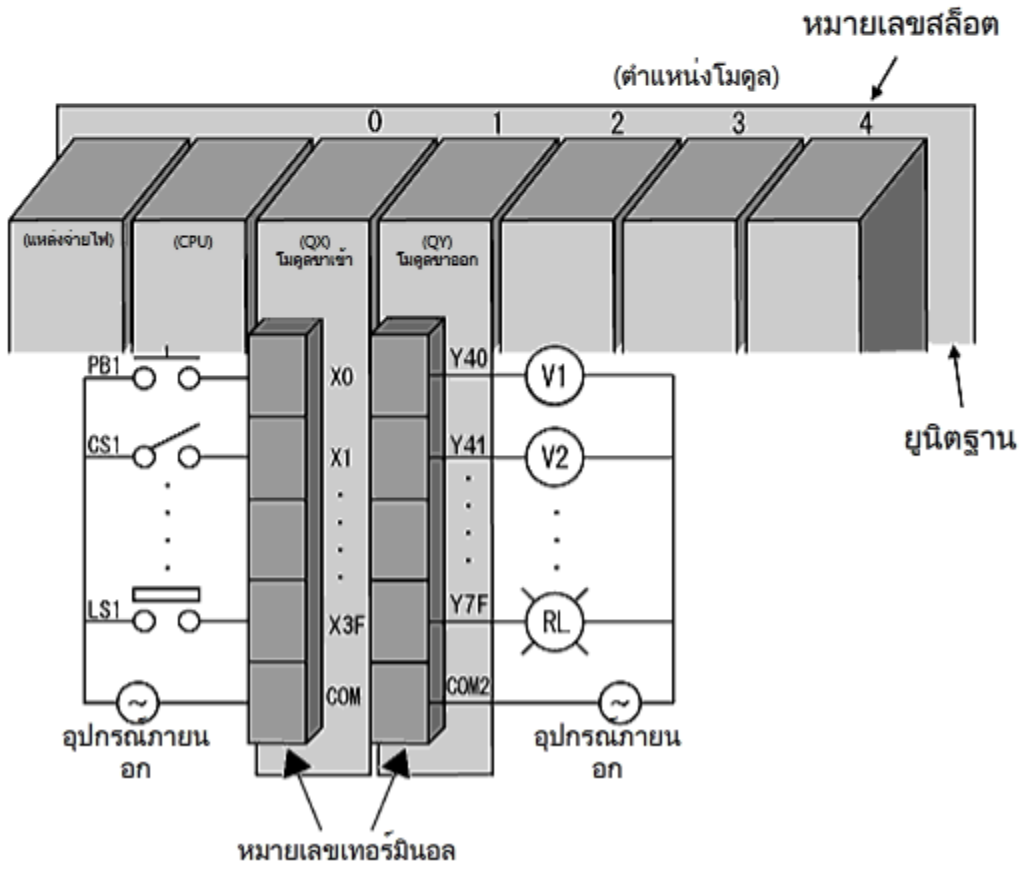 หมายเลขสล็อต
(ตำแหน่งโมดูล)
0 1 2 3 4
(แหล่งจ่ายไฟ) (CPU) (QX) (QY)
โมดูลขาเข้า โมดูลขาออก
PB1 X0 Y40 V1
CS1 X1 Y41 V2
ยูนิตฐาน
LS1 X3F Y7F RL
COM COM2
~ ~
อุปกรณ์ภายน
อก
อุปกรณ์ภายน
อก
หมายเลขเทอร์มินอล